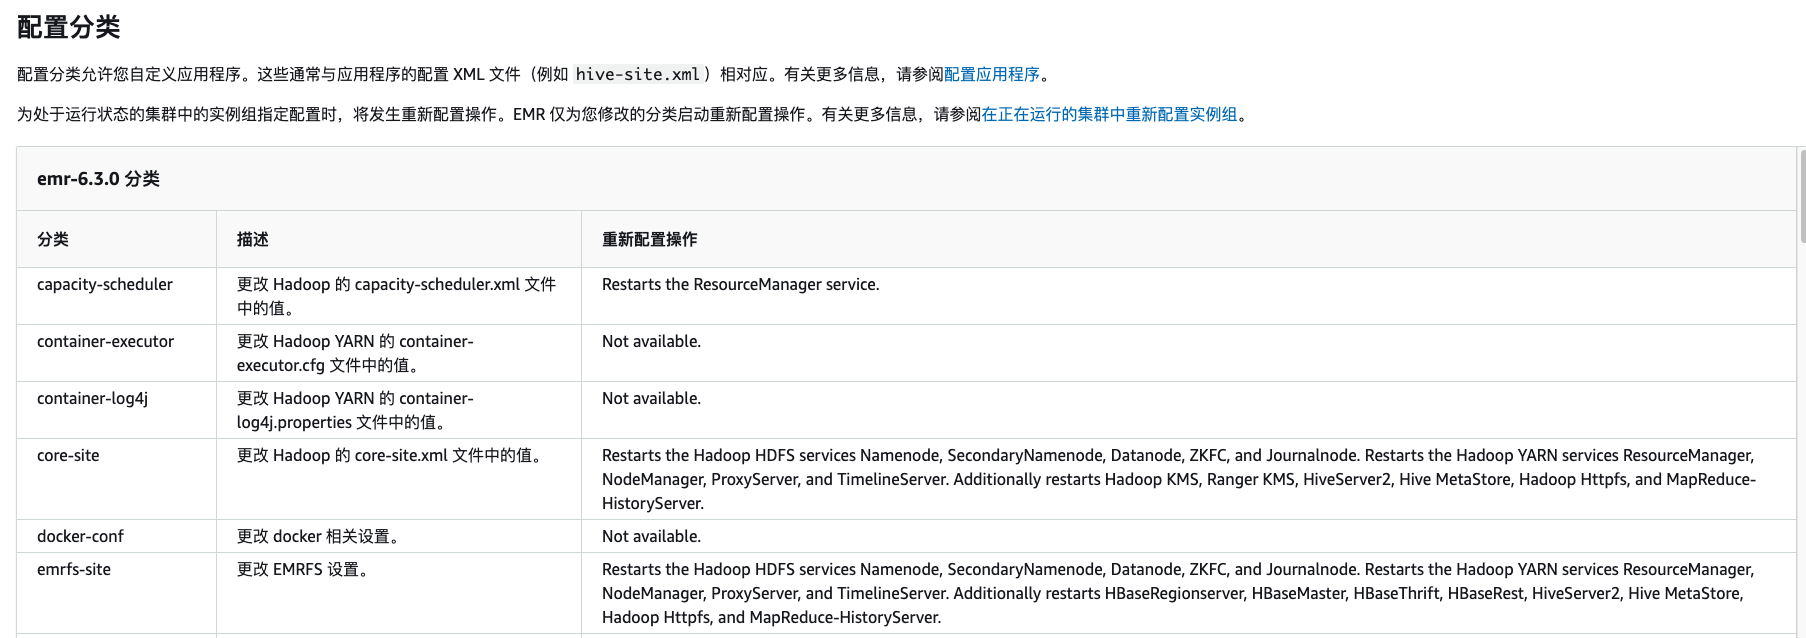 配置分类
配置分类允许您自定义应用程序。这些通常与应用程序的配置 XML 文件（例如 hive-site.xml）相对应。有关更多信息，请参阅配置应用程序。
为处于运行状态的集群中的实例组指定配置时，将发生重新配置操作。EMR 仅为您修改的分类启动重新配置操作。有关更多信息，请参阅在正在运行的集群中重新配置实例组。
emr-6.3.0 分类
分类 描述 重新配置操作
capacity-scheduler 更改 Hadoop 的 capacity-scheduler.xml 文件 Restarts the ResourceManager service.
中的值。
container-executor 更改 Hadoop YARN 的 container- Not available.
executor.cfg 文件中的值。
container-log4j 更改 Hadoop YARN 的 container- Not available.
log4j.properties 文件中的值。
core-site 更改 Hadoop 的 core-site.xml 文件中的值。 Restarts the Hadoop HDFS services Namenode, SecondaryNamenode, Datanode, ZKFC, and Journalnode. Restarts the Hadoop YARN services ResourceManager,
NodeManager, ProxyServer, and TimelineServer. Additionally restarts Hadoop KMS, Ranger KMS, HiveServer2, Hive MetaStore, Hadoop Httpfs, and MapReduce-
HistoryServer.
docker-conf 更改 docker 相关设置。 Not available.
emrfs-site 更改 EMRFS 设置。 Restarts the Hadoop HDFS services Namenode, SecondaryNamenode, Datanode, ZKFC, and Journalnode. Restarts the Hadoop YARN services ResourceManager,
NodeManager, ProxyServer, and TimelineServer. Additionally restarts HBaseRegionserver, HBaseMaster, HBaseThrift, HBaseRest, HiveServer2, Hive MetaStore,
Hadoop Httpfs, and MapReduce-HistoryServer.